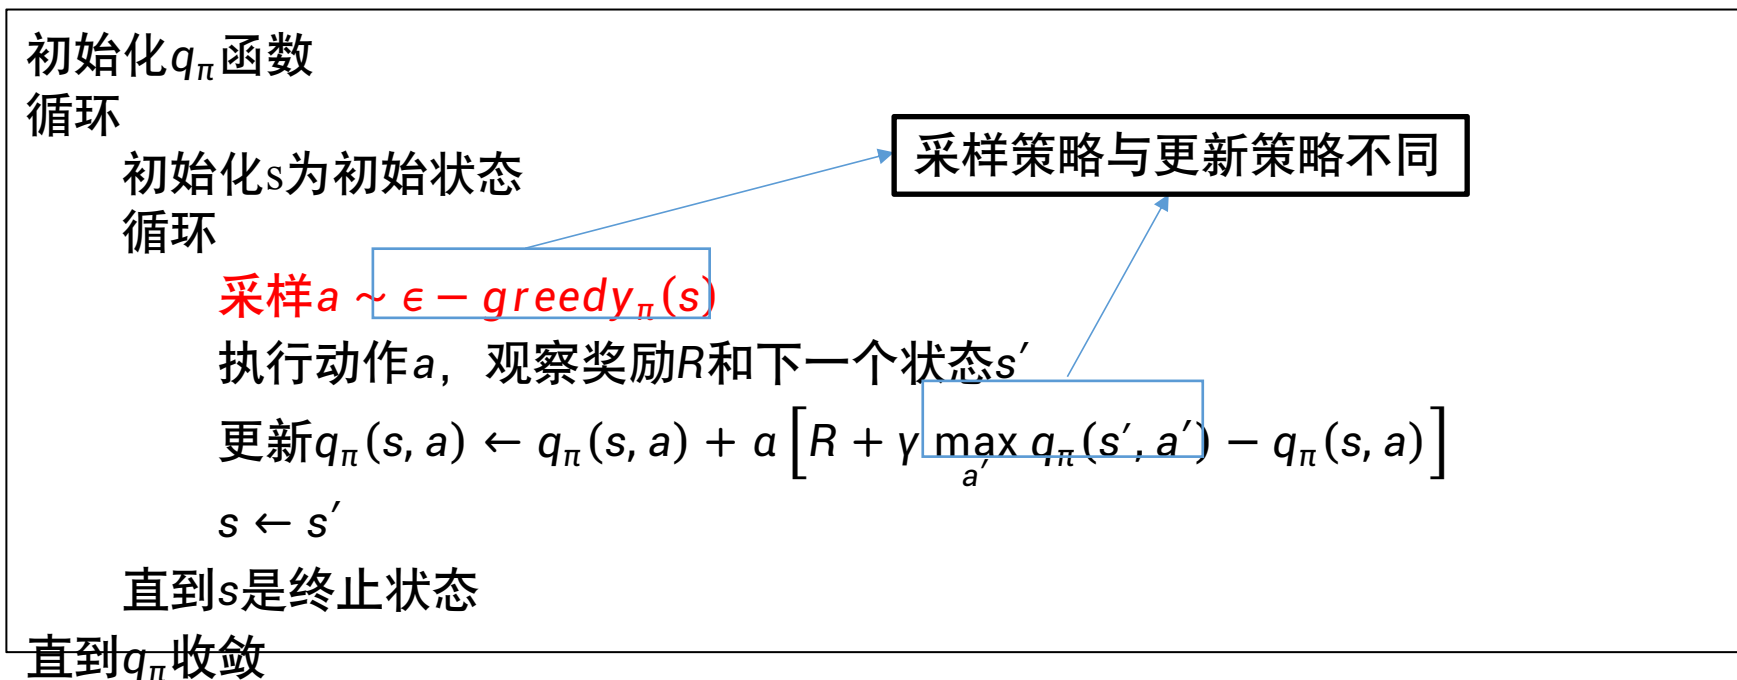 初始化qπ函数
循环
初始化s为初始状态
采样策略与更新策略不同
循环
采样a ~ ϵ − greedyπ(s)
执行动作a，观察奖励R和下一个状态s′
更新qπ(s, a) ← qπ(s, a) + α [R + γ max a′ qπ(s′, a′) − qπ(s, a)]
s ← s′
直到s是终止状态
直到qπ收敛